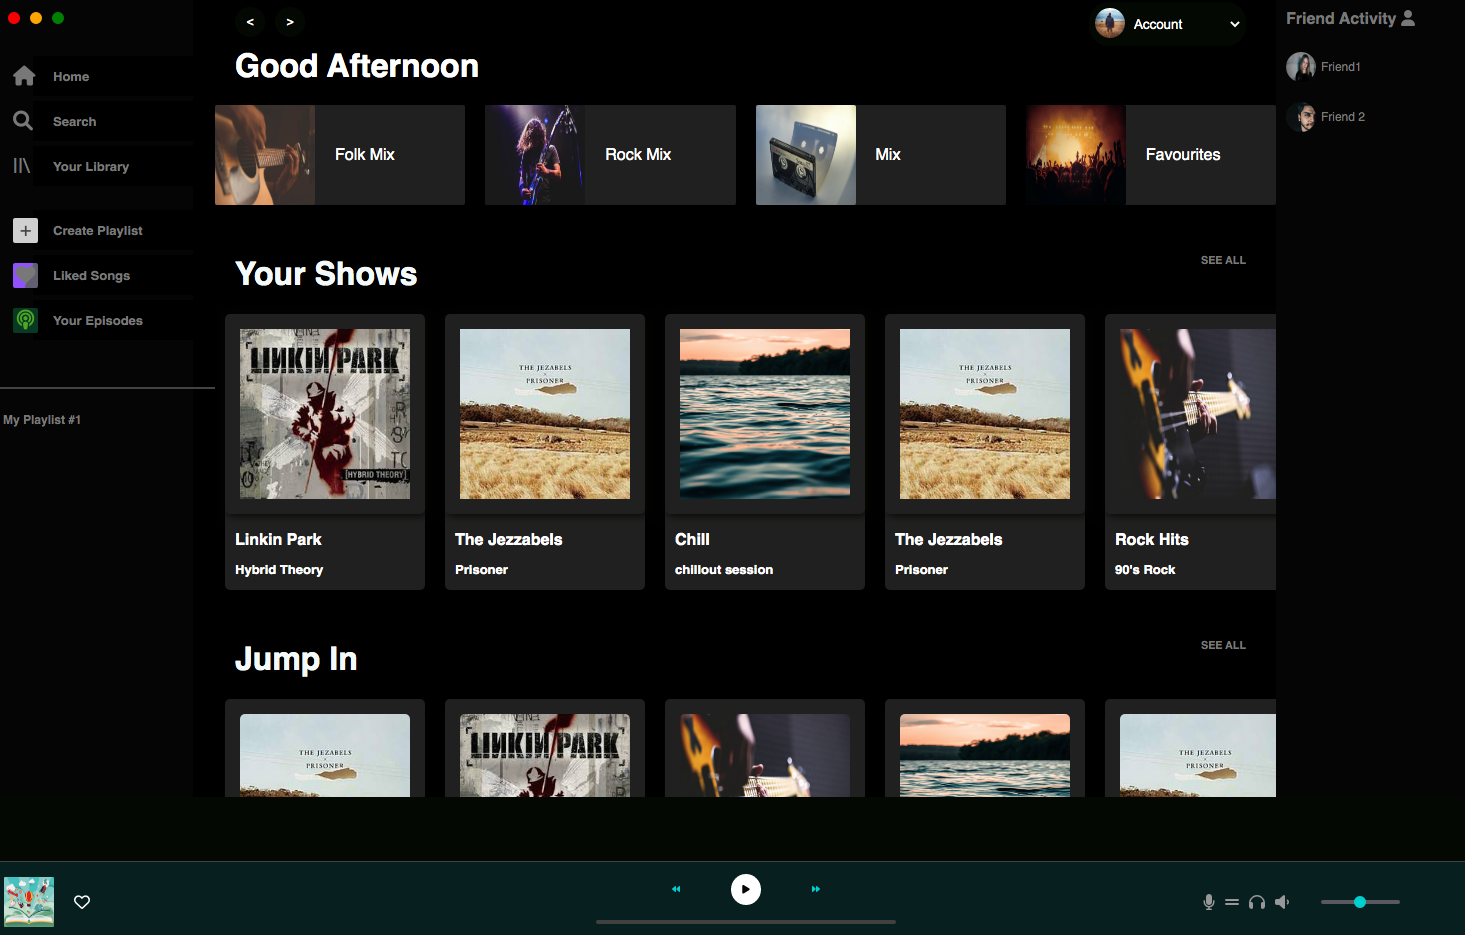 < >
Account
Friend Activity
Home
Search
Your Library
Create Playlist
Liked Songs
Your Episodes
My Playlist #1
Good Afternoon
Folk Mix
Rock Mix
Mix
Favourites
Friend1
Friend 2
Your Shows
SEE ALL
LINKIN PARK
[HYBRID THEORY]
THE JEZABELS
PRISONER
THE JEZABELS
PRISONER
Linkin Park
Hybrid Theory
The Jezzabels
Prisoner
Chill
chillout session
The Jezzabels
Prisoner
Rock Hits
90's Rock
Jump In
SEE ALL
THE JEZABELS
PRISONER
LINKIN PARK
THE JEZABELS
PRISONER